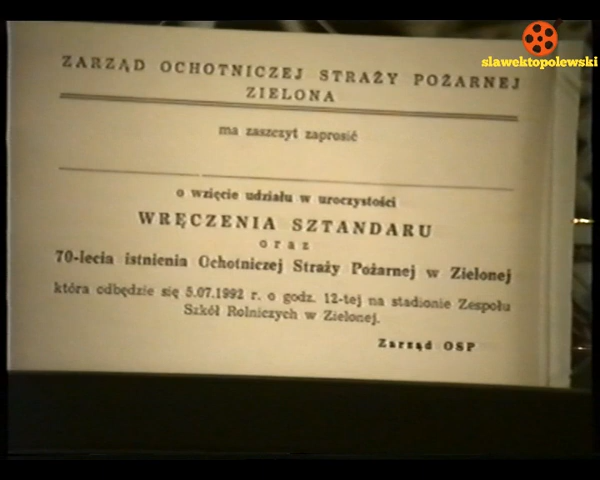 slawektopolewski
ZARZĄD OCHOTNICZEJ STRAŻY POŻARNEJ
ZIELONA
ma zaszczyt zaprosić
o wzięcie udziału w uroczystości
WRĘCZENIA SZTANDARU
oraz
70-lecia istnienia Ochotniczej Straży Pożarnej w Zielonej
która odbędzie się 5.07.1992 r. o godz. 12-tej na stadionie Zespołu
Szkół Rolniczych w Zielonej.
Zarząd OSP